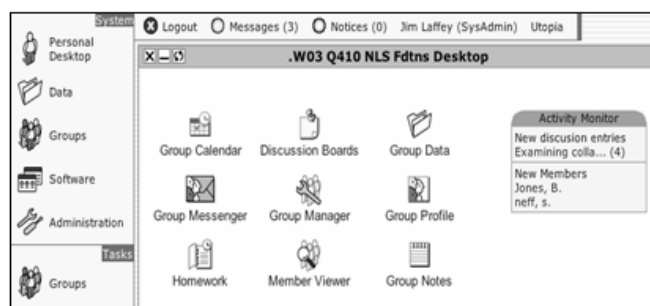 System
Personal
Desktop
Data
Groups
Software
Administration
Tasks
Groups
Logout Messages (3) Notices (0) Jim Laffey (SysAdmin) Utopia
.W03 Q410 NLS Fdtns Desktop
Group Calendar Discussion Boards Group Data
Group Messenger Group Manager Group Profile
Homework Member Viewer Group Notes
Activity Monitor
New discusion entries
Examining colla... (4)
New Members
Jones, B.
neff, s.